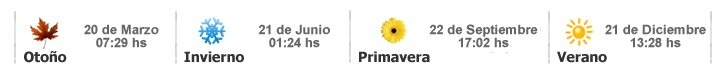 20 de Marzo
07:29 hs
Otoño
21 de Junio
01:24 hs
Invierno
22 de Septiembre
17:02 hs
Primavera
21 de Diciembre
13:28 hs
Verano